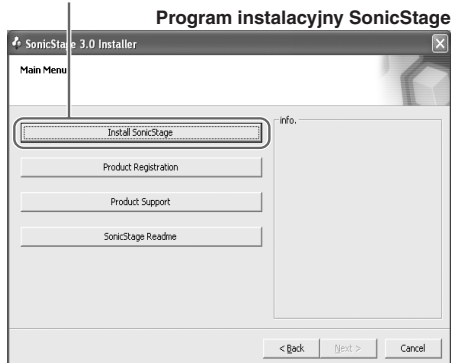 Program instalacyjny SonicStage
SonicStage 3.0 Installer
Main Menu
Install SonicStage
info.
Product Registration
Product Support
SonicStage Readme
< Back
Next >
Cancel